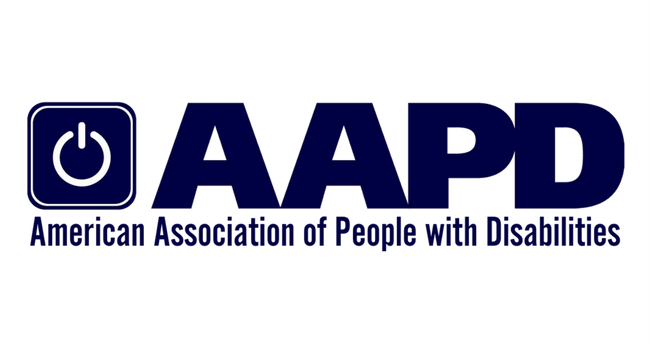 AAPD
American Association of People with Disabilities